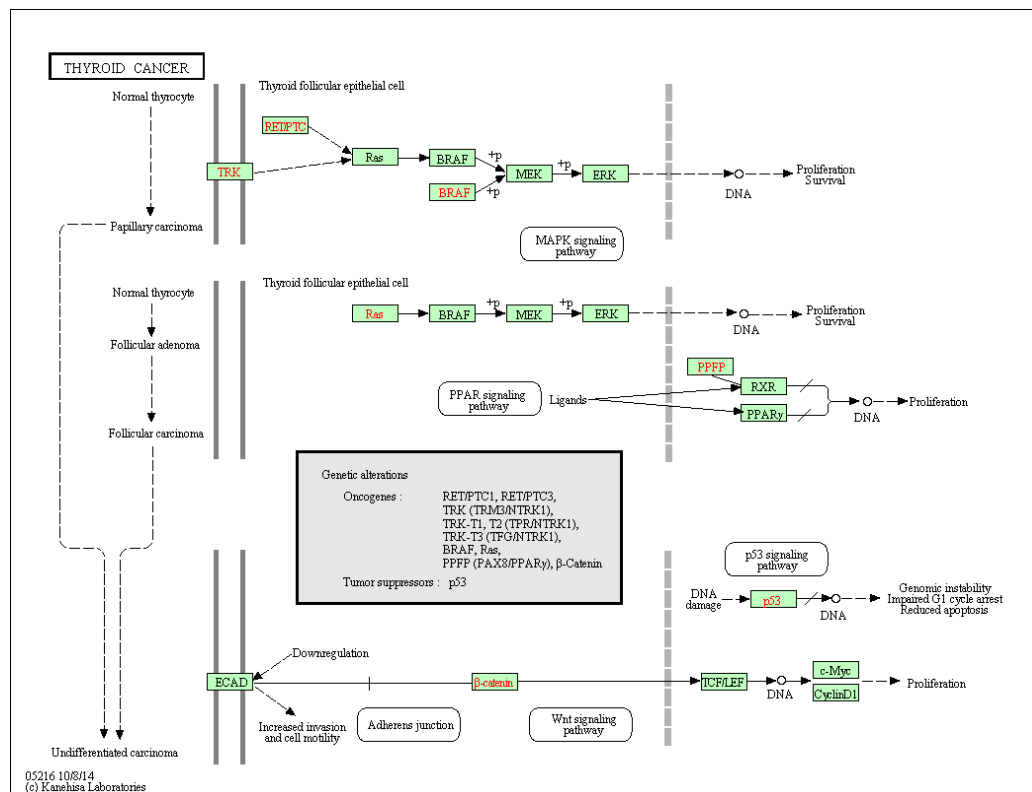 THYROID CANCER
Normal thyrocyte
Thyroid follicular epithelial cell
RET/PTC
TRK
Ras
BRAF
+p
BRAF
+p
MEK
+p
ERK
DNA
Proliferation
Survival
Papillary carcinoma
MAPK signaling
pathway
Normal thyrocyte
Thyroid follicular epithelial cell
Ras
BRAF
+p
MEK
+p
ERK
DNA
Proliferation
Survival
Follicular adenoma
PPFP
PPAR signaling
pathway
Ligands
RXR
PPARγ
DNA
Proliferation
Follicular carcinoma
Genetic alterations
Oncogenes : RET/PTC1, RET/PTC3,
TRK (TRM3/NTRK1),
TRK-T1, T2 (TPR/NTRK1),
TRK-T3 (TFG/NTRK1),
BRAF, Ras,
PPFP (PAX8/PPARγ), β-Catenin
Tumor suppressors : p53
p53 signaling
pathway
DNA
damage
p53
DNA
Genomic instability
Impaired G1 cycle arrest
Reduced apoptosis
Downregulation
ECAD
β-catenin
TCF/LEF
DNA
c-Myc
CyclinD1
Proliferation
Increased invasion
and cell motility
Adherens junction
Wnt signaling
pathway
Undifferentiated carcinoma
05216 10/8/14
(c) Kanehisa Laboratories